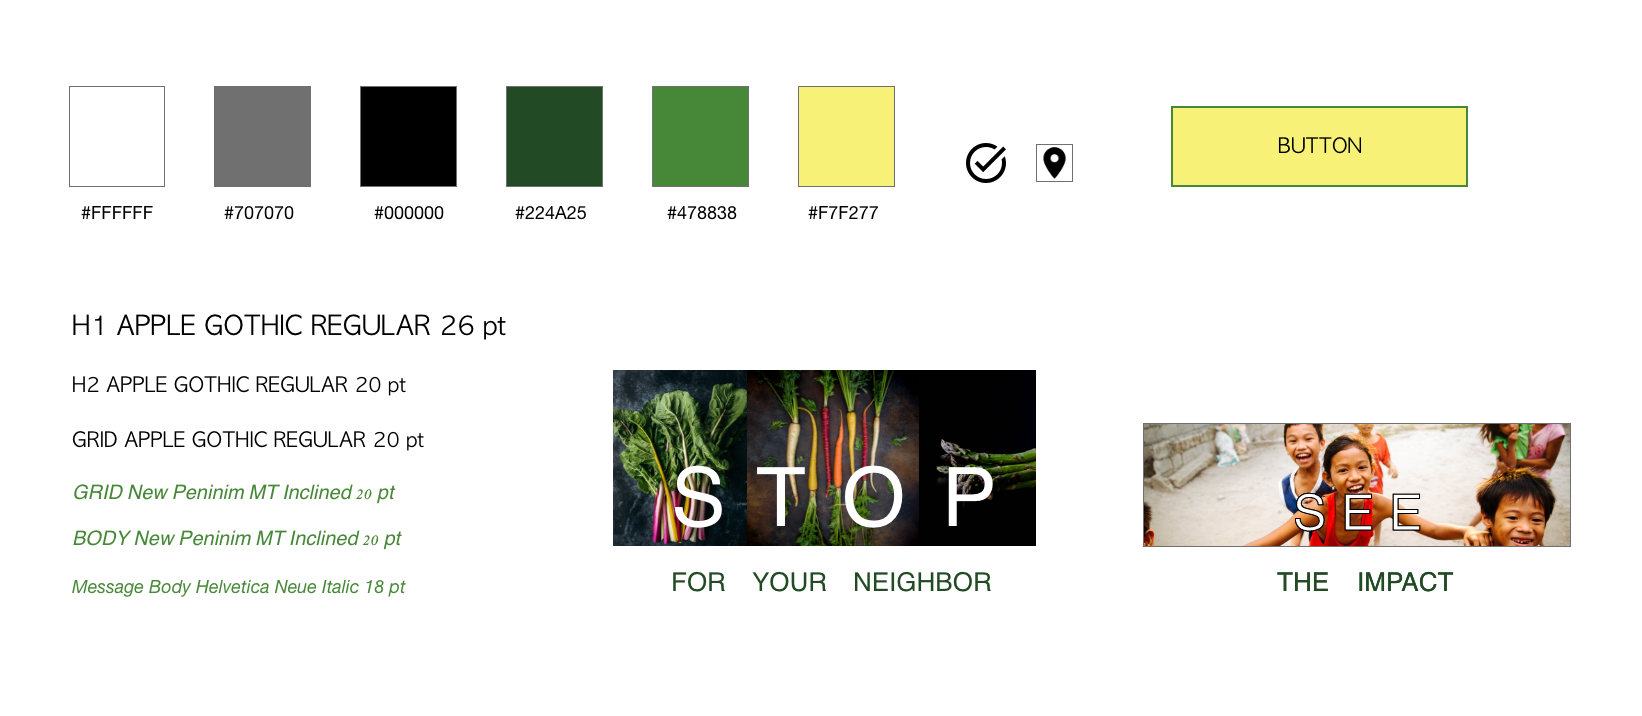 #FFFFFF
#707070
#000000
#224A25
#478838
#F7F277
BUTTON
H1 APPLE GOTHIC REGULAR 26 pt
H2 APPLE GOTHIC REGULAR 20 pt
GRID APPLE GOTHIC REGULAR 20 pt
GRID New Peninim MT Inclined 20 pt
BODY New Peninim MT Inclined 20 pt
Message Body Helvetica Neue Italic 18 pt
STOP
FOR YOUR NEIGHBOR
SEE
THE IMPACT